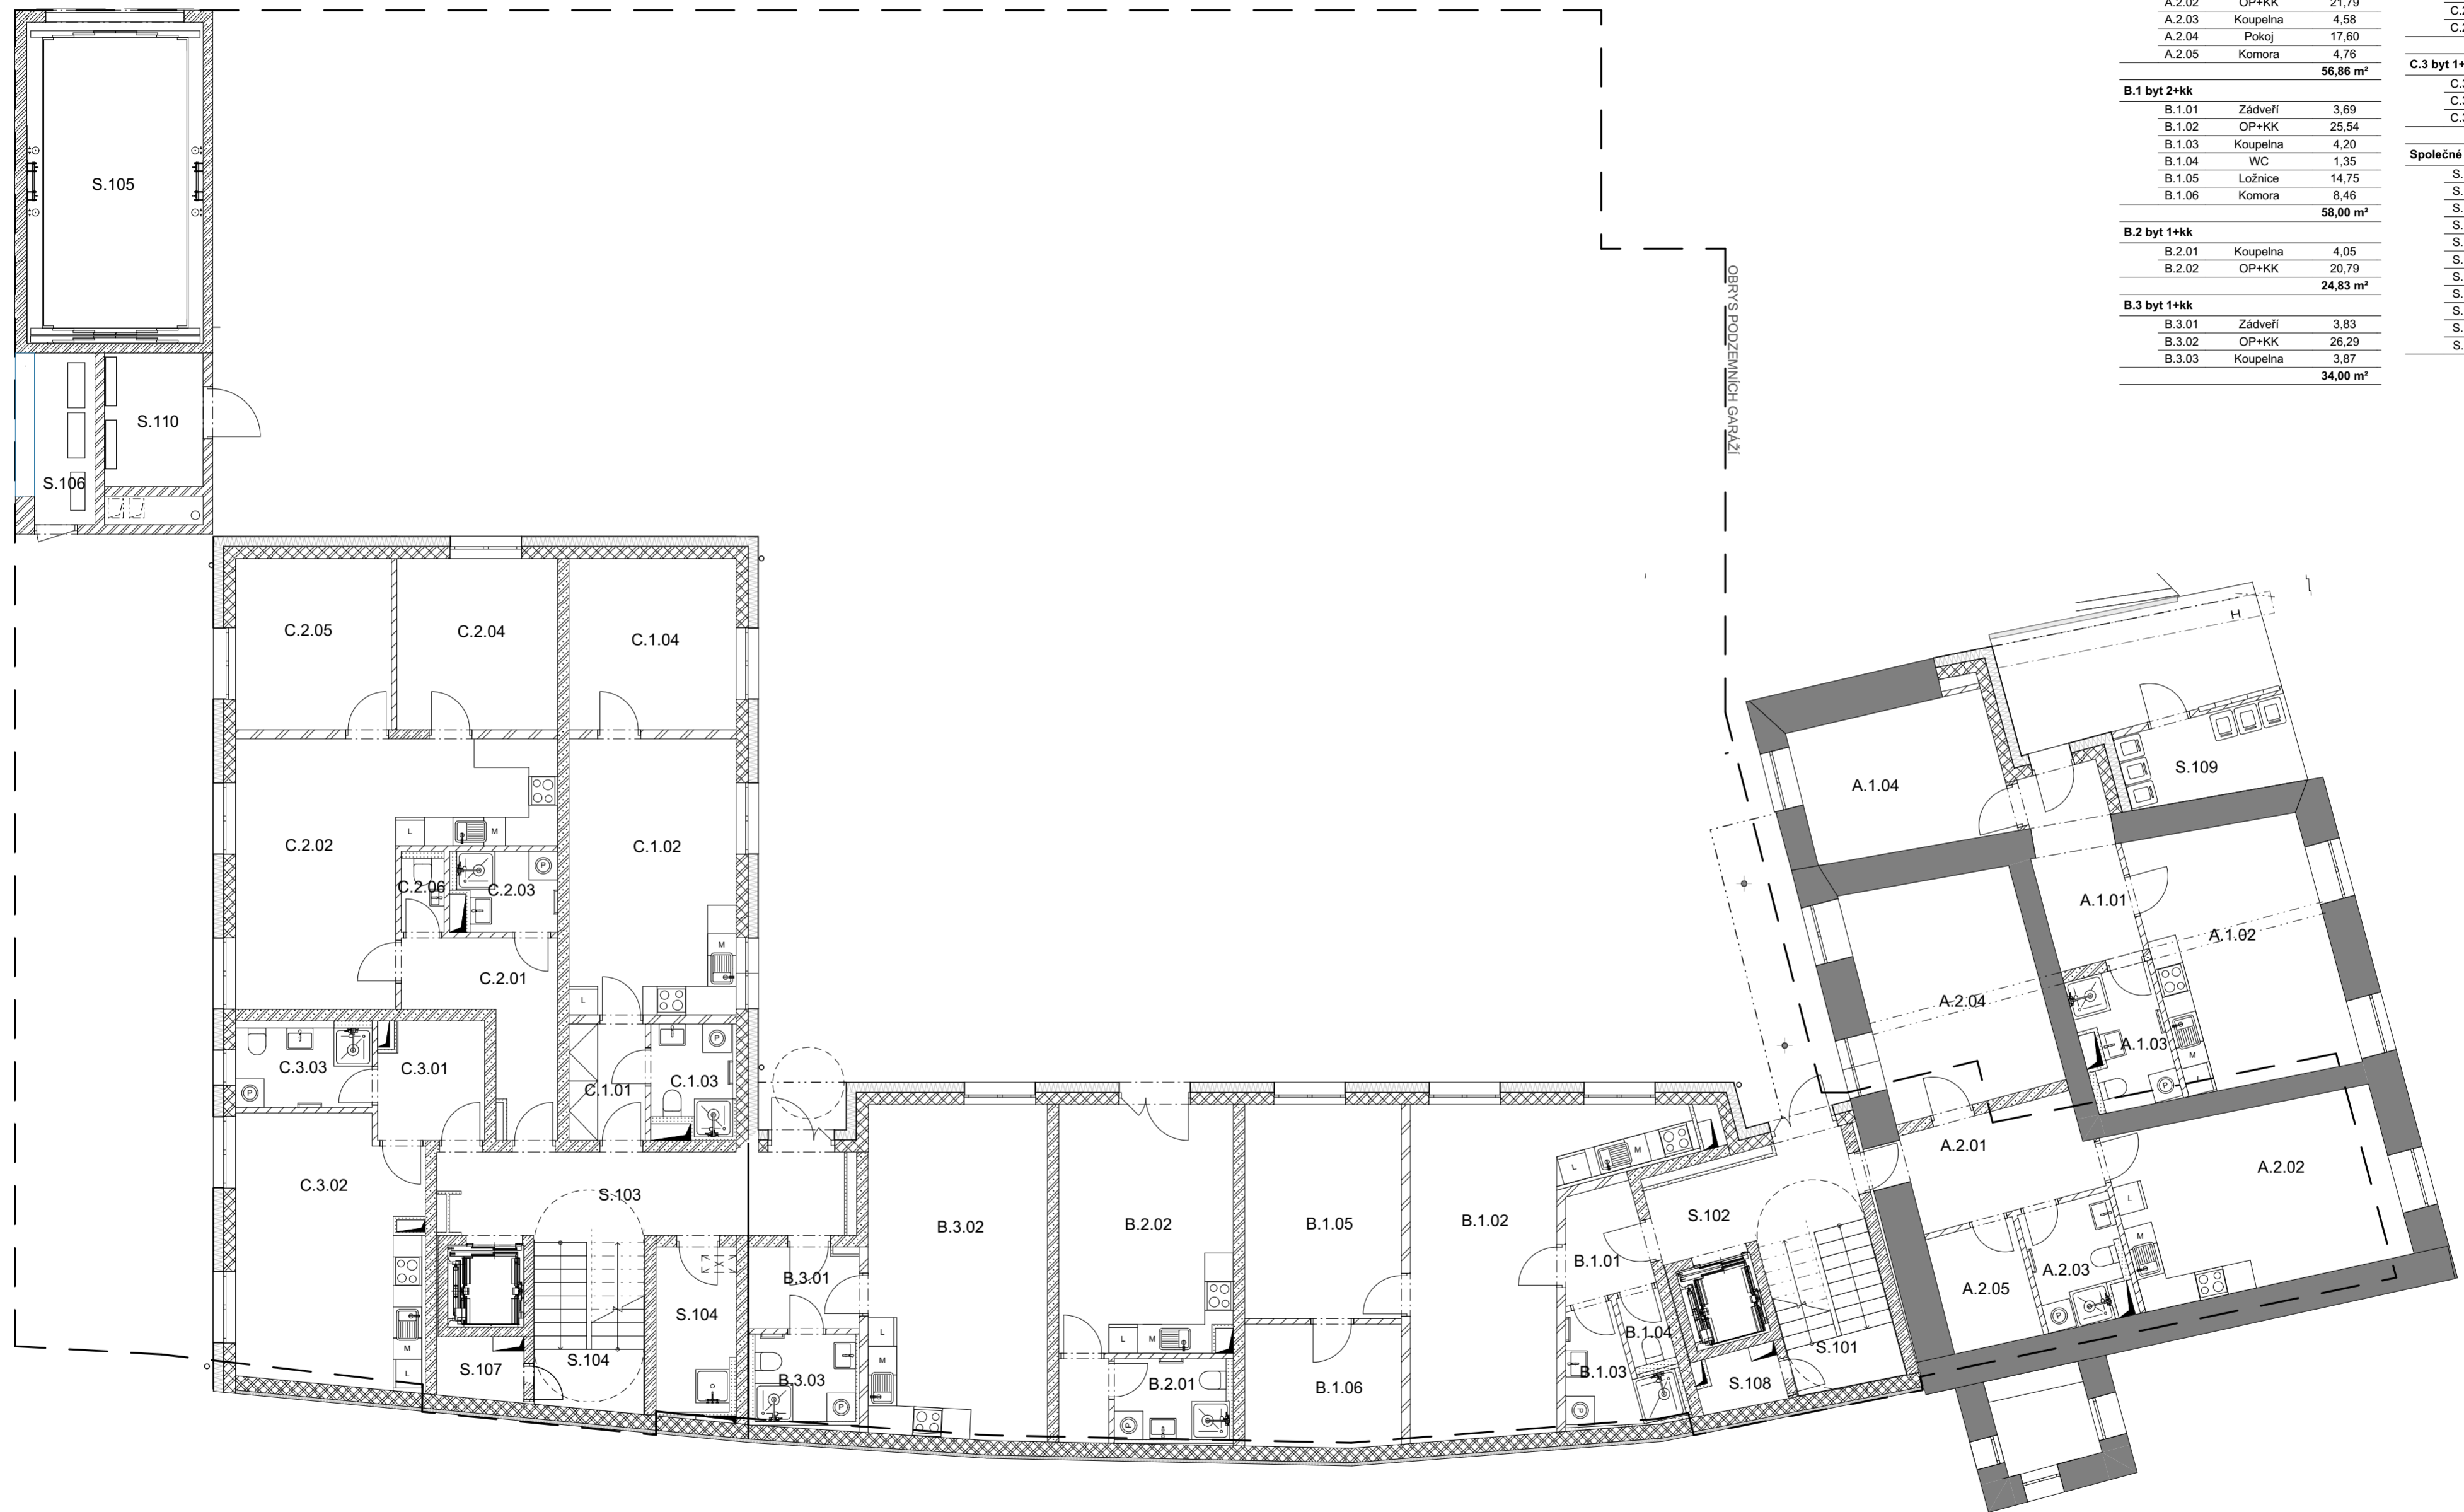 A.2.02 OP+KK 21,79
A.2.03 Koupelna 4,58
A.2.04 Pokoj 17,60
A.2.05 Komora 4,76
56,86 m²
B.1 byt 2+kk
B.1.01 Zádveří 3,69
B.1.02 OP+KK 25,54
B.1.03 Koupelna 4,20
B.1.04 WC 1,35
B.1.05 Ložnice 14,75
B.1.06 Komora 8,46
58,00 m²
B.2 byt 1+kk
B.2.01 Koupelna 4,05
B.2.02 OP+KK 20,79
24,83 m²
B.3 byt 1+kk
B.3.01 Zádveří 3,83
B.3.02 OP+KK 26,29
B.3.03 Koupelna 3,87
34,00 m²
C.3 byt 1+
Společné
S.105
S.110
S.106
OBRYS PODZEMNÍCH GARÁŽÍ
H
C.2.05
C.2.04
C.1.04
A.1.04
S.109
C.2.02
L
M
C.1.02
C.2.06
C.2.03
P
A.1.01
A.1.02
M
C.2.01
L
A.2.04
C.3.03
P
C.3.01
C.1.01
C.1.03
P
A.1.03
M
L
P
C.3.02
S.103
B.3.02
B.2.02
B.1.05
B.1.02
L
M
S.102
A.2.01
A.2.02
L
M
B.3.01
B.1.01
A.2.03
A.2.05
P
S.104
L
M
L
M
B.1.04
S.101
M
L
S.107
S.104
B.3.03
P
B.2.01
P
B.1.06
B.1.03
P
S.108